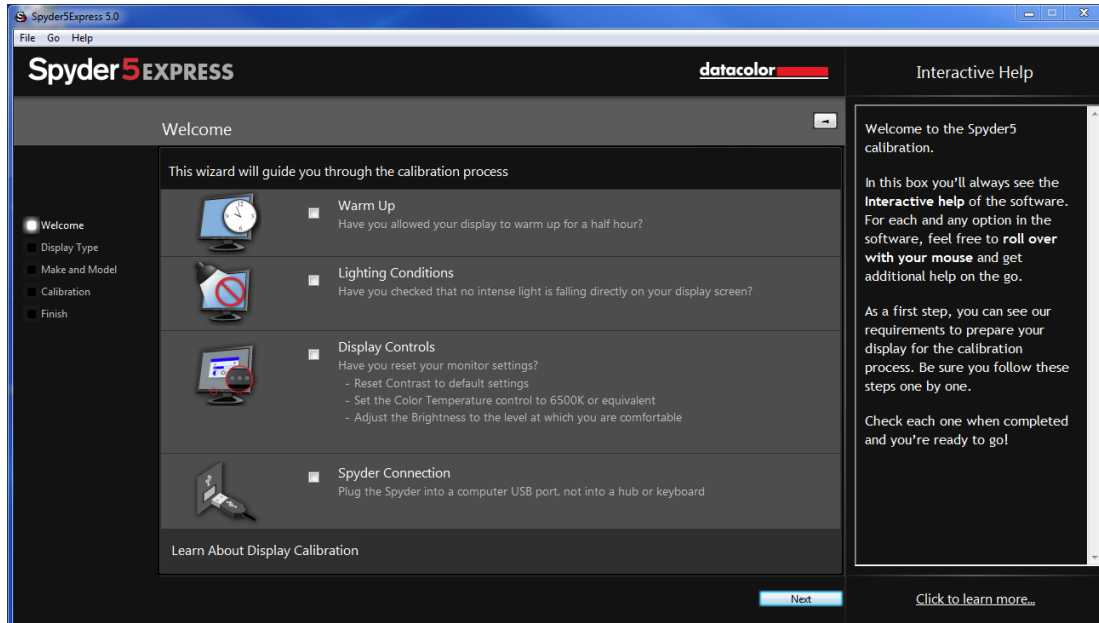 Spyder5Express 5.0
File Go Help
Spyder5EXPRESS
datacolor
Interactive Help
Welcome
This wizard will guide you through the calibration process
Welcome
Display Type
Make and Model
Calibration
Finish
Warm Up
Have you allowed your display to warm up for a half hour?
Lighting Conditions
Have you checked that no intense light is falling directly on your display screen?
Display Controls
Have you reset your monitor settings?
- Reset Contrast to default settings
- Set the Color Temperature control to 6500K or equivalent
- Adjust the Brightness to the level at which you are comfortable
Spyder Connection
Plug the Spyder into a computer USB port, not into a hub or keyboard
Learn About Display Calibration
Next
Welcome to the Spyder5
calibration.
In this box you'll always see the
Interactive help of the software.
For each and any option in the
software, feel free to roll over
with your mouse and get
additional help on the go.
As a first step, you can see our
requirements to prepare your
display for the calibration
process. Be sure you follow these
steps one by one.
Check each one when completed
and you're ready to go!
Click to learn more...